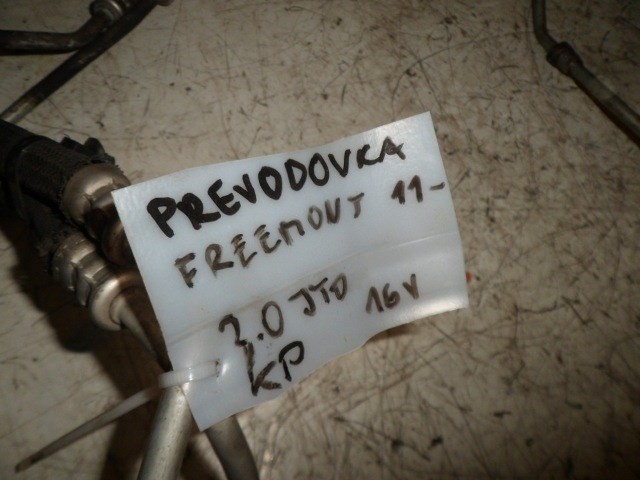 PREVODOVKA
FREEMONT 11-
2.0 JTD 16V
KP